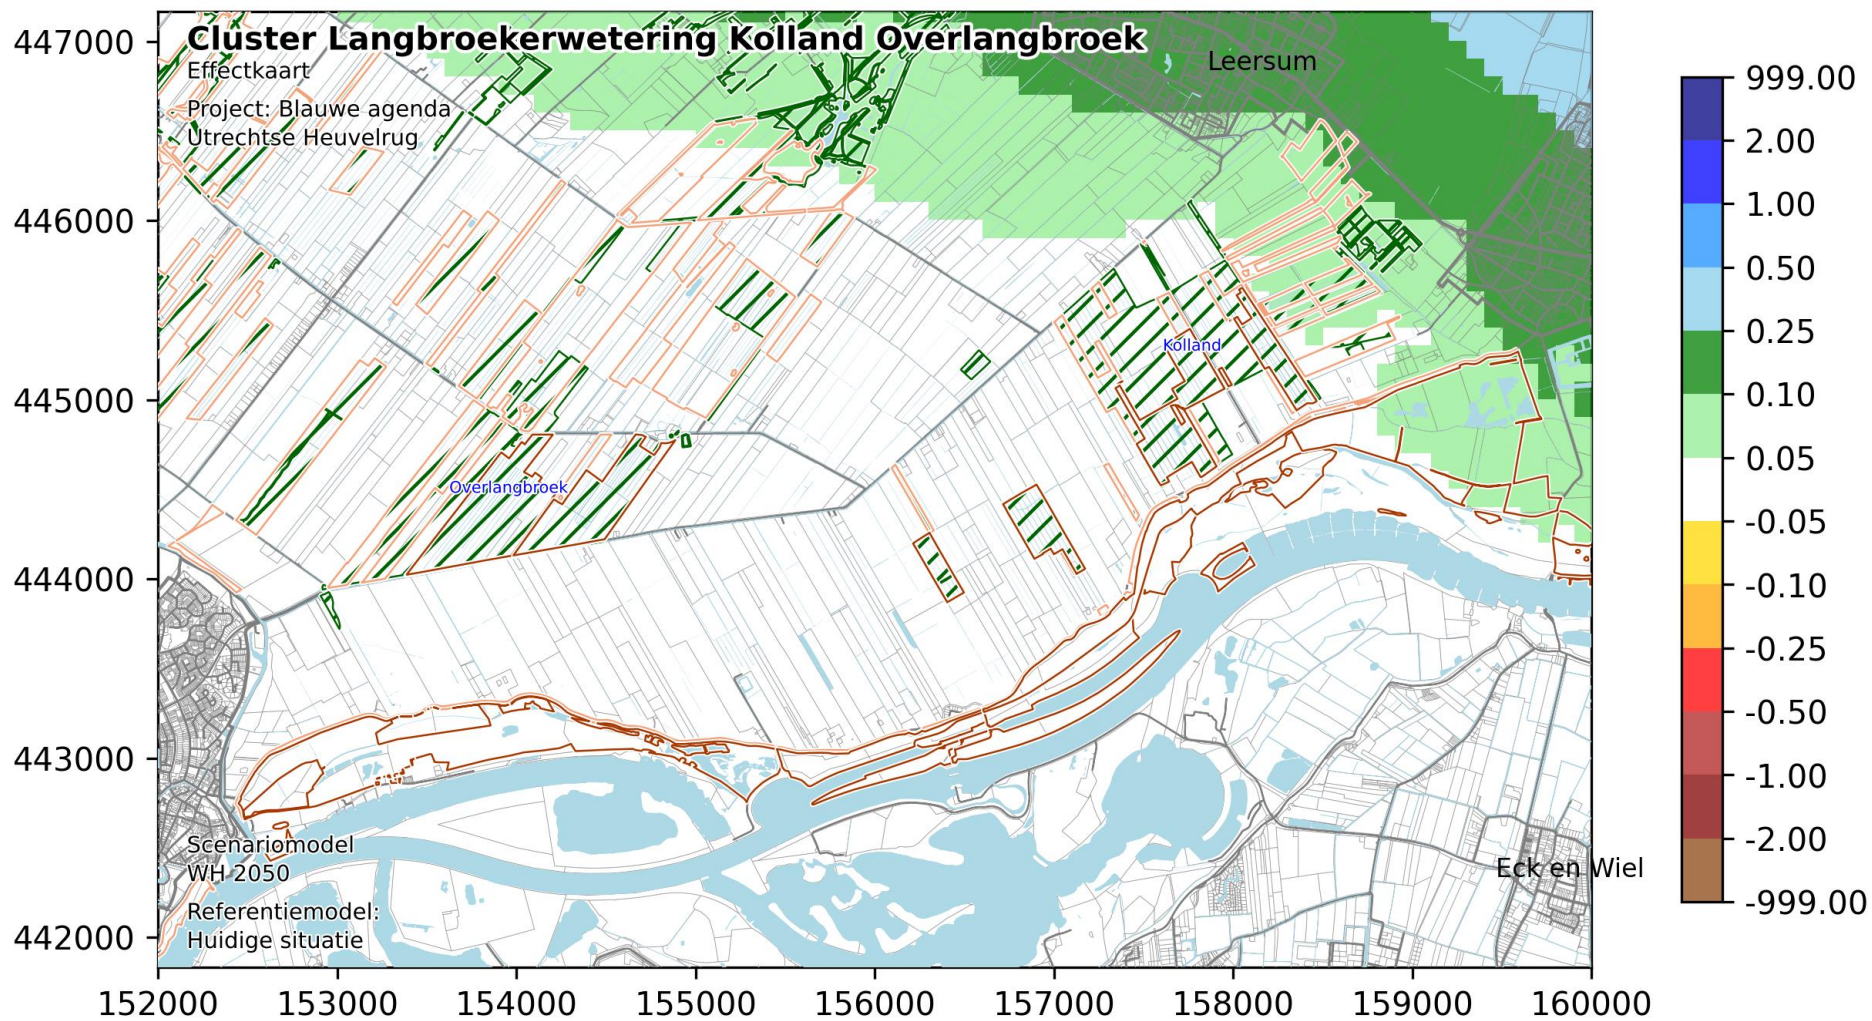 Cluster Langbroekerwetering Kolland Overlangbroek
Effectkaart
Project: Blauwe agenda
Utrechtse Heuvelrug
Leersum
Kolland
Overlangbroek
Eck en Wiel
Scenariomodel
WH 2050
Referentiemodel:
Huidige situatie
447000
446000
445000
444000
443000
442000
152000 153000 154000 155000 156000 157000 158000 159000 160000
999.00
2.00
1.00
0.50
0.25
0.10
0.05
-0.05
-0.10
-0.25
-0.50
-1.00
-2.00
-999.00